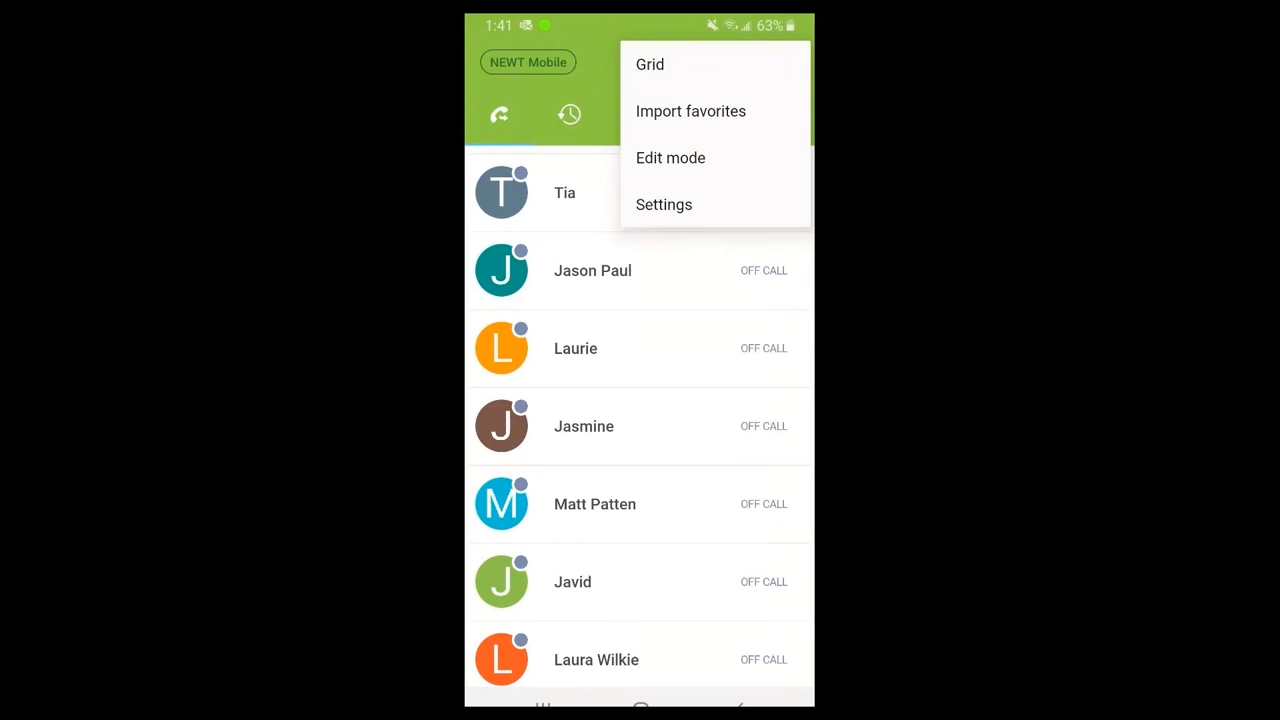 1:41 63%
NEWT Mobile
Grid
Import favorites
Edit mode
Settings
T Tia
J Jason Paul OFF CALL
L Laurie OFF CALL
J Jasmine OFF CALL
M Matt Patten OFF CALL
J Javid OFF CALL
L Laura Wilkie OFF CALL